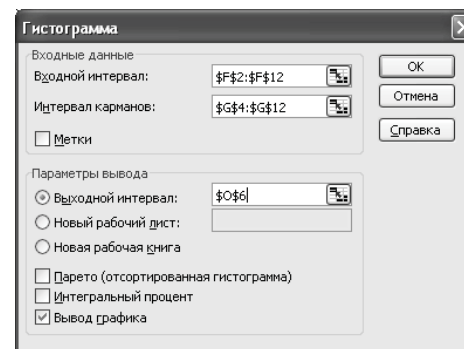 Гистограмма
Входные данные
Входной интервал: $F$2:$F$12
Интервал карманов: $G$4:$G$12
Метки
ОК
Отмена
Справка
Параметры вывода
Выходной интервал: $O$6
Новый рабочий лист:
Новая рабочая книга
Парето (отсортированная гистограмма)
Интегральный процент
Вывод графика